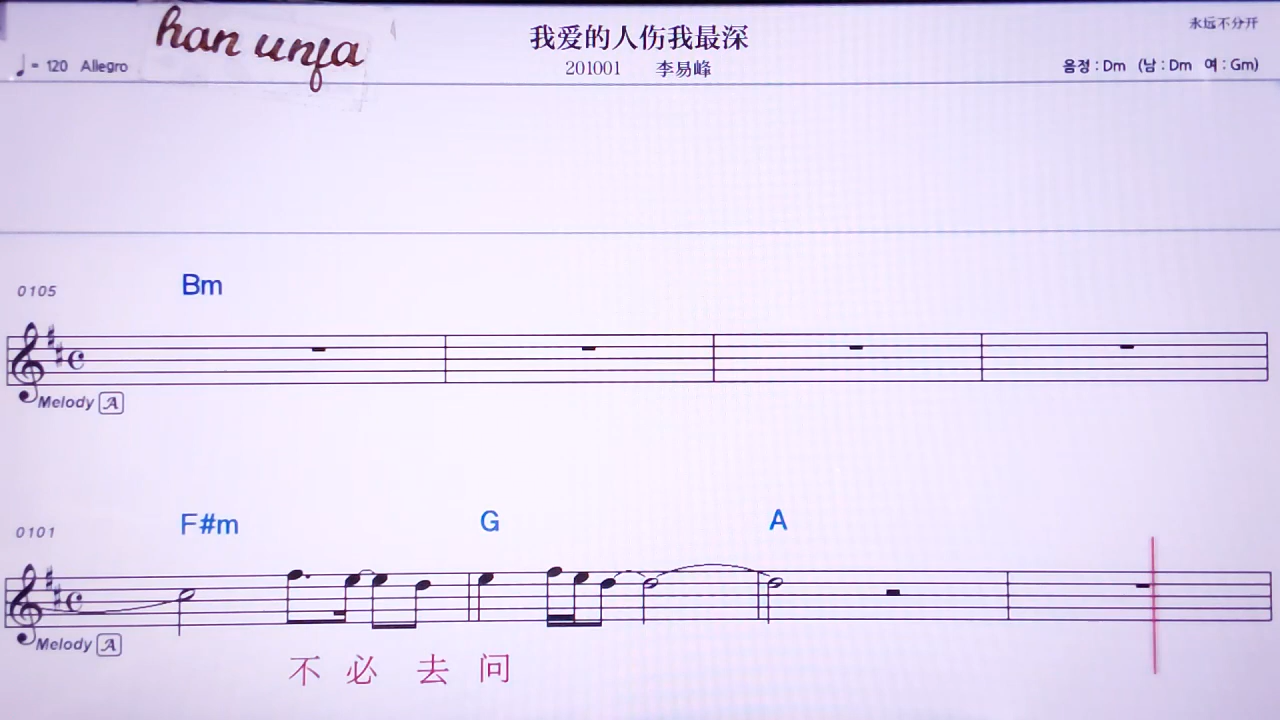 han unfa
我爱的人伤我最深
永远不分开
♩= 120 Allegro
201001 李易峰
음정 : Dm (남 : Dm 여 : Gm)
0105
Bm
Melody A
0101
F#m G A
Melody A
不 必 去 问